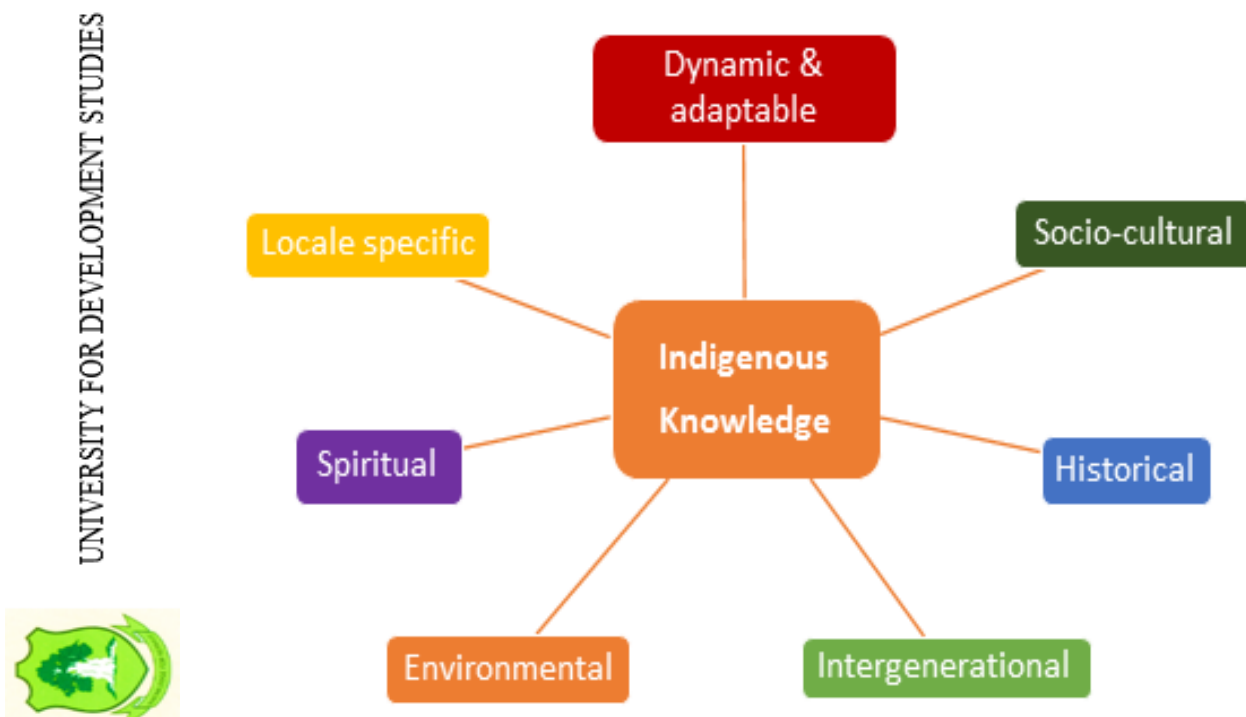 UNIVERSITY FOR DEVELOPMENT STUDIES
Dynamic &
adaptable
Locale specific
Socio-cultural
Indigenous
Knowledge
Spiritual
Historical
Environmental
Intergenerational